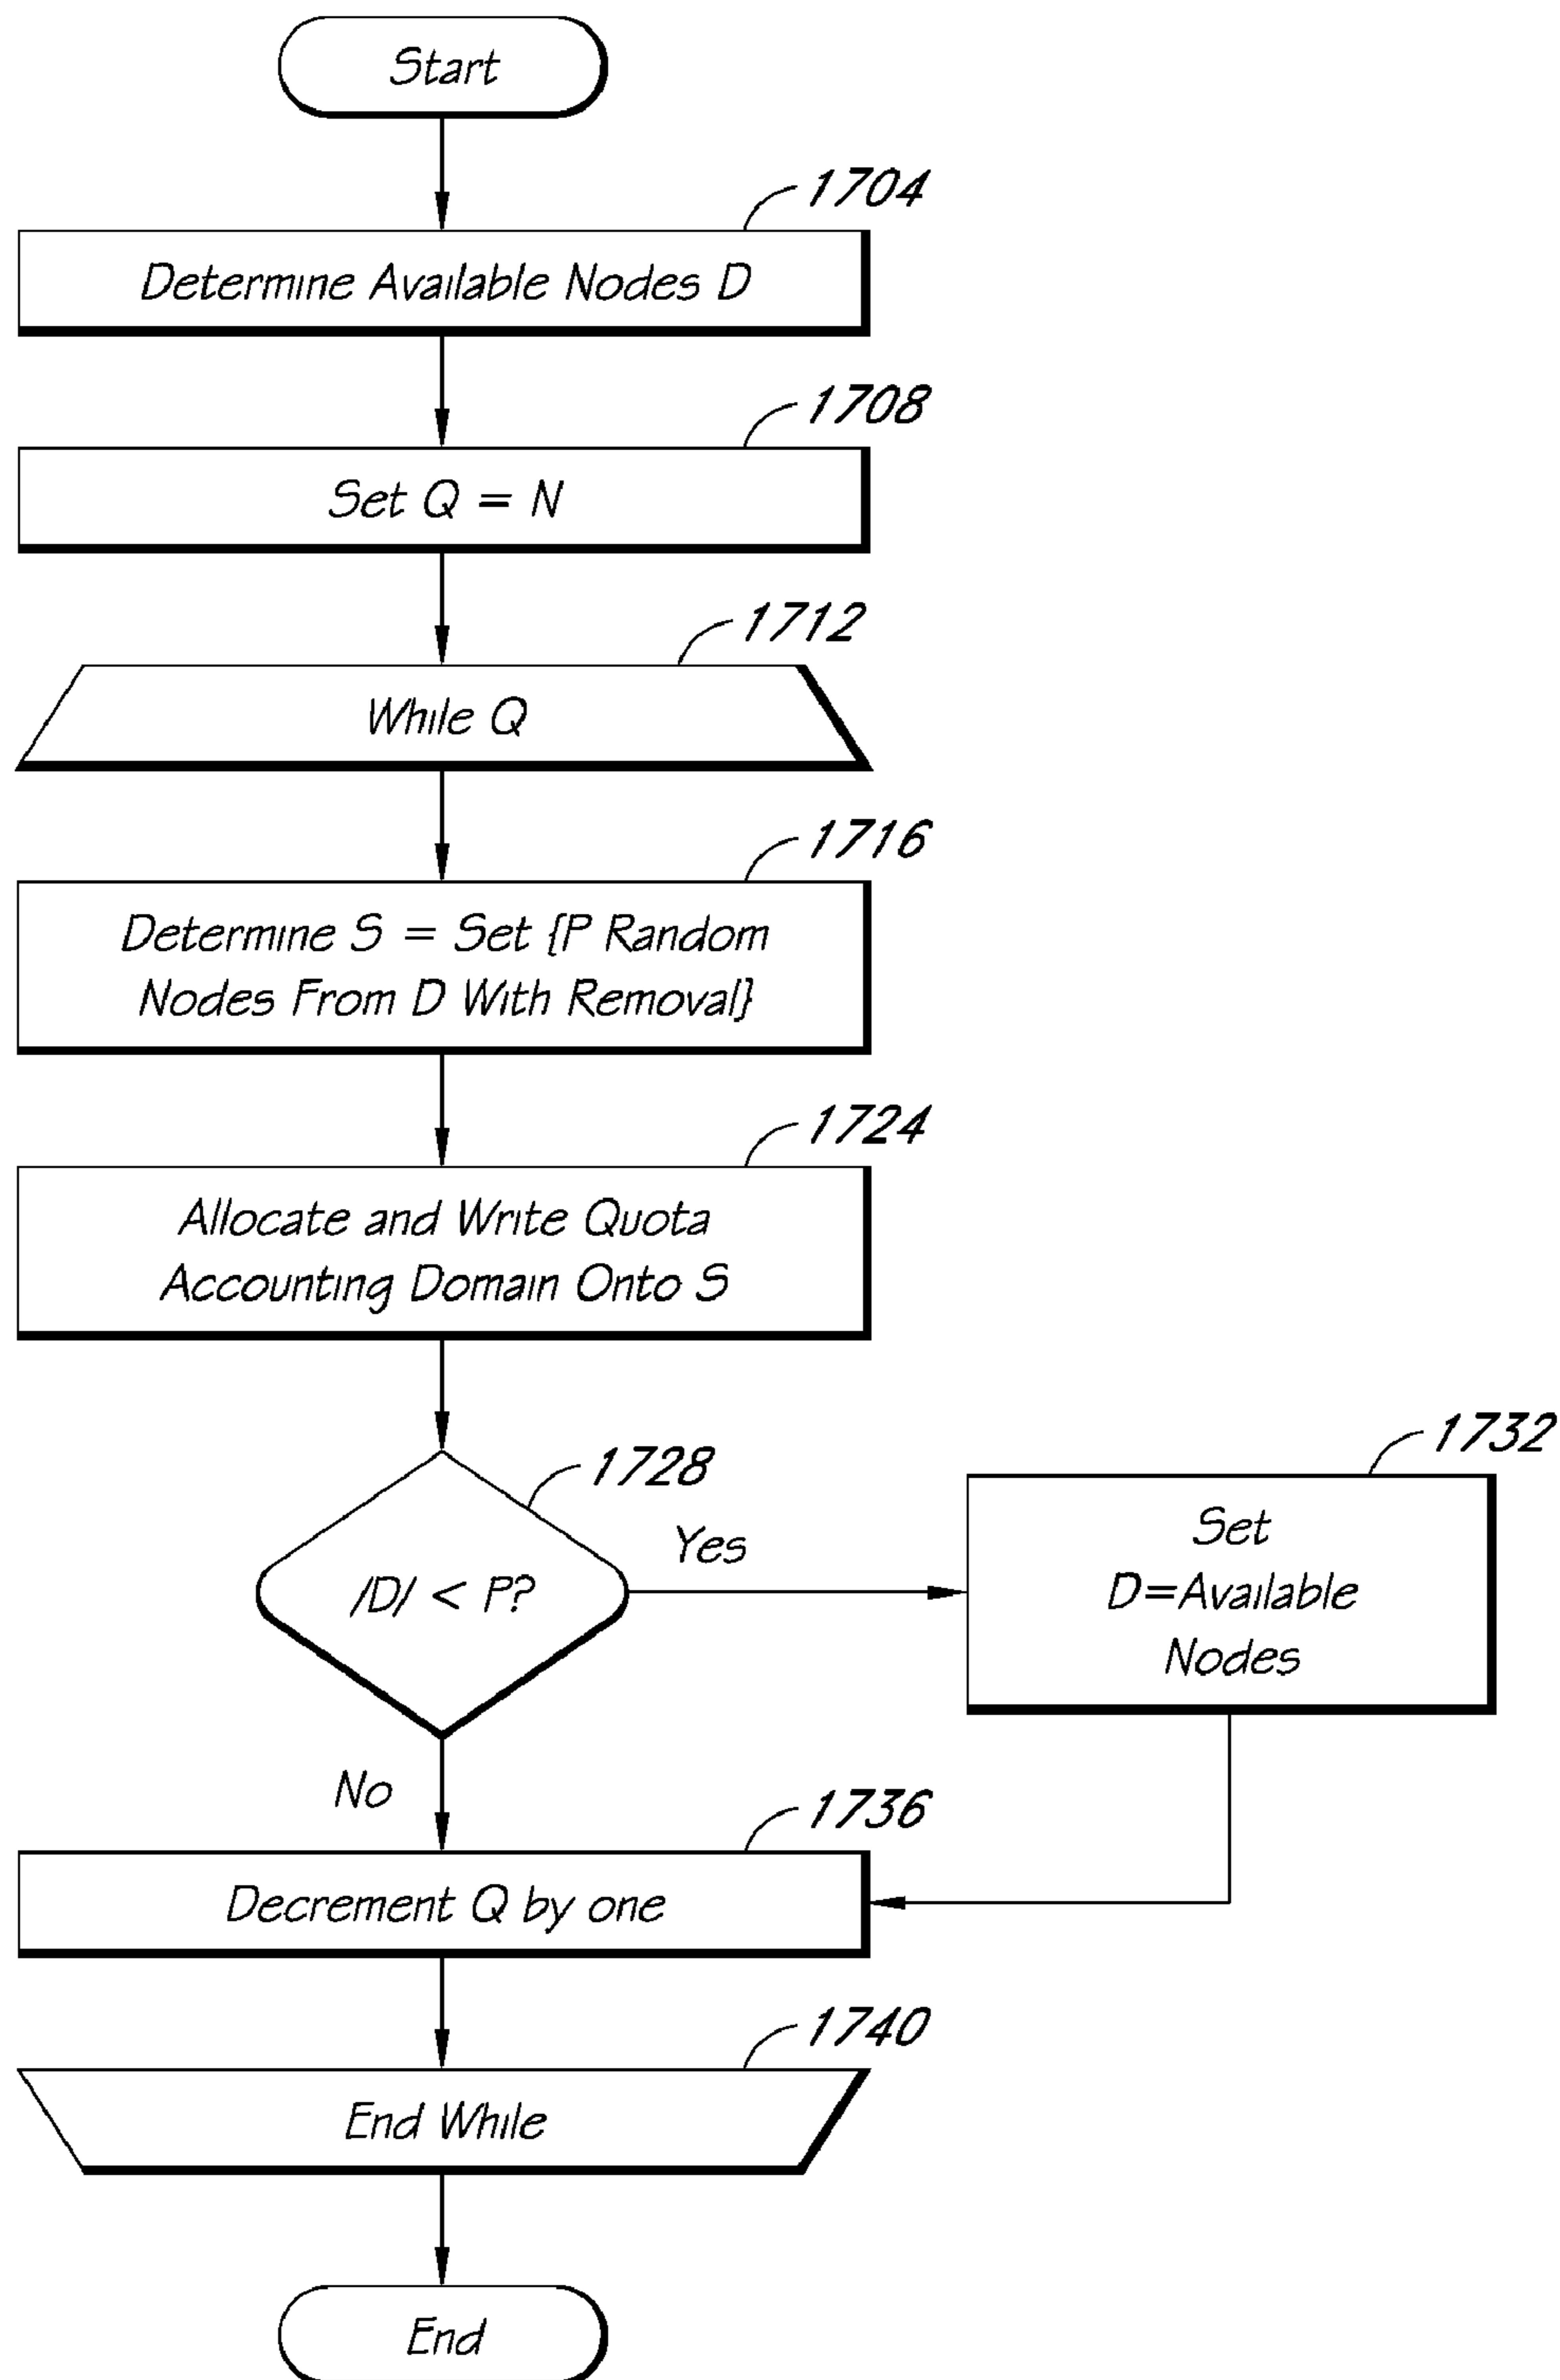 Start
1704
Determine Available Nodes D
1708
Set Q = N
1712
While Q
1716
Determine S = Set {P Random
Nodes From D With Removal}
1724
Allocate and Write Quota
Accounting Domain Onto S
1728
/D/ < P?
Yes
1732
Set
D=Available
Nodes
No
1736
Decrement Q by one
1740
End While
End